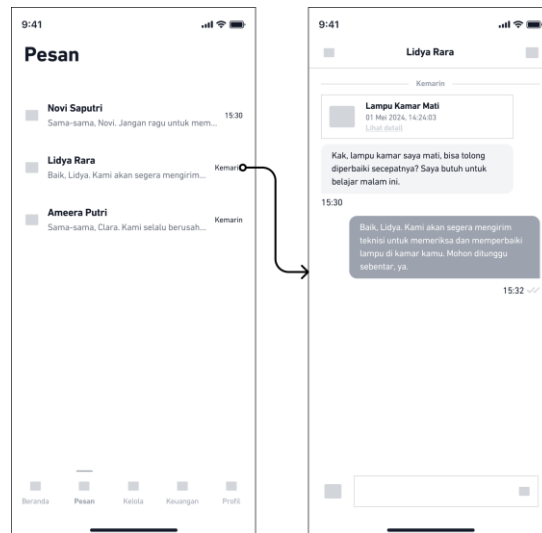 9:41
Pesan
Novi Saputri
Sama-sama, Novi. Jangan ragu untuk mem...
15:30
Lidya Rara
Baik, Lidya. Kami akan segera mengirim...
Kemarin
Ameera Putri
Sama-sama, Clara. Kami selalu berusah...
Kemarin
Beranda
Pesan
Kelola
Keuangan
Profil
9:41
Lidya Rara
Kemarin
Lampu Kamar Mati
01 Mei 2024, 14:24:03
Lihat detail
Kak, lampu kamar saya mati, bisa tolong
diperbaiki secepatnya? Saya butuh untuk
belajar malam ini.
15:30
Baik, Lidya. Kami akan segera mengirim
teknisi untuk memeriksa dan memperbaiki
lampu di kamar kamu. Mohon ditunggu
sebentar, ya.
15:32